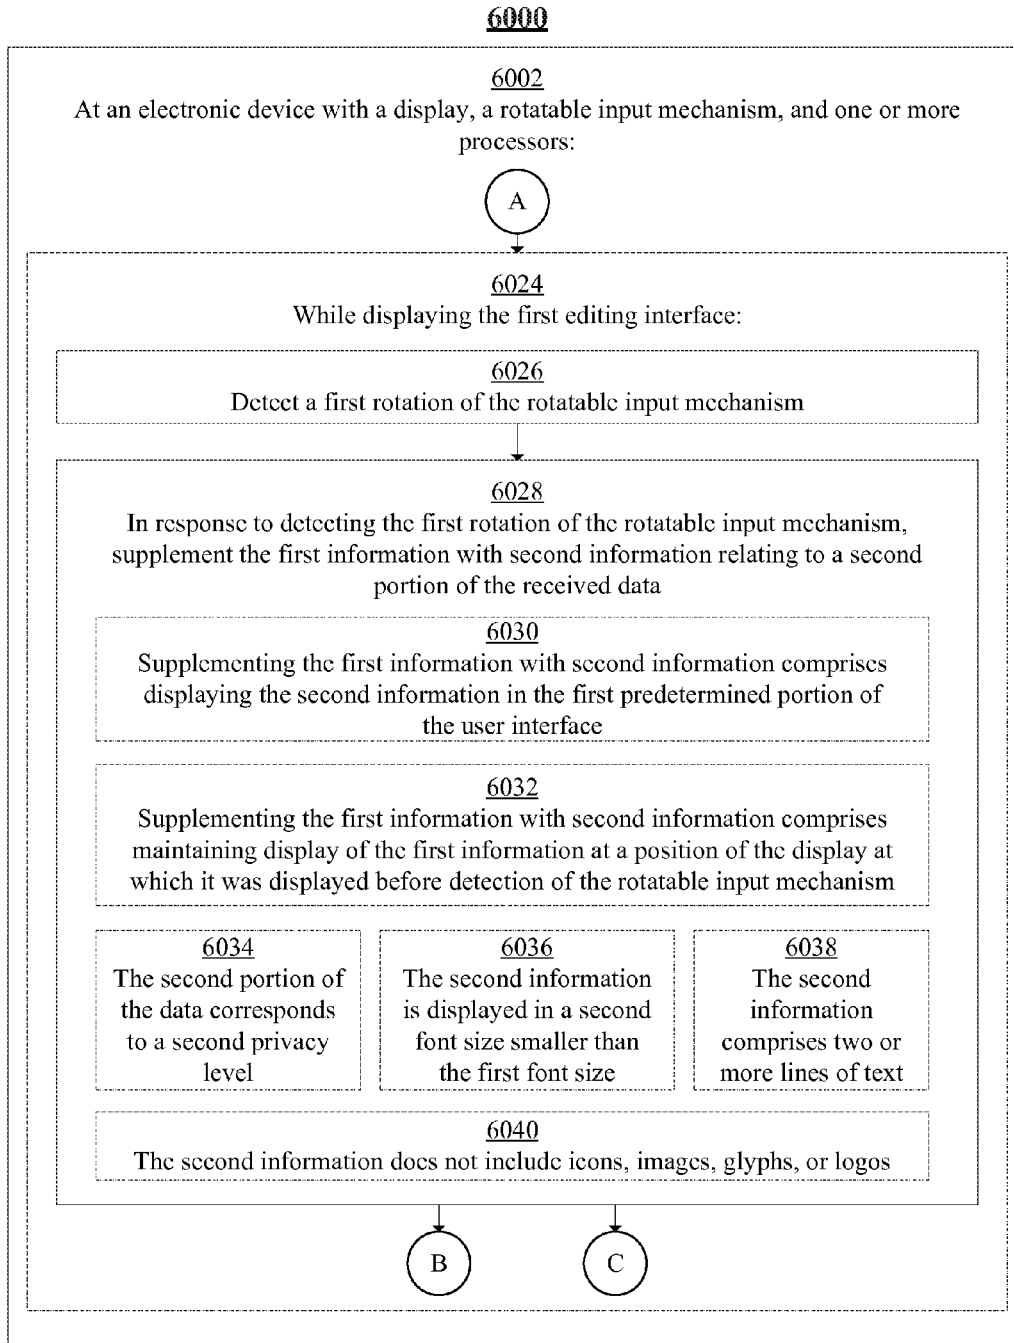 6000
6002
At an electronic device with a display, a rotatable input mechanism, and one or more
processors:
A
6024
While displaying the first editing interface:
6026
Detect a first rotation of the rotatable input mechanism
6028
In response to detecting the first rotation of the rotatable input mechanism,
supplement the first information with second information relating to a second
portion of the received data
6030
Supplementing the first information with second information comprises
displaying the second information in the first predetermined portion of
the user interface
6032
Supplementing the first information with second information comprises
maintaining display of the first information at a position of the display at
which it was displayed before detection of the rotatable input mechanism
6034
The second portion of
the data corresponds
to a second privacy
level
6036
The second information
is displayed in a second
font size smaller than
the first font size
6038
The second
information
comprises two or
more lines of text
6040
The second information does not include icons, images, glyphs, or logos
B
C